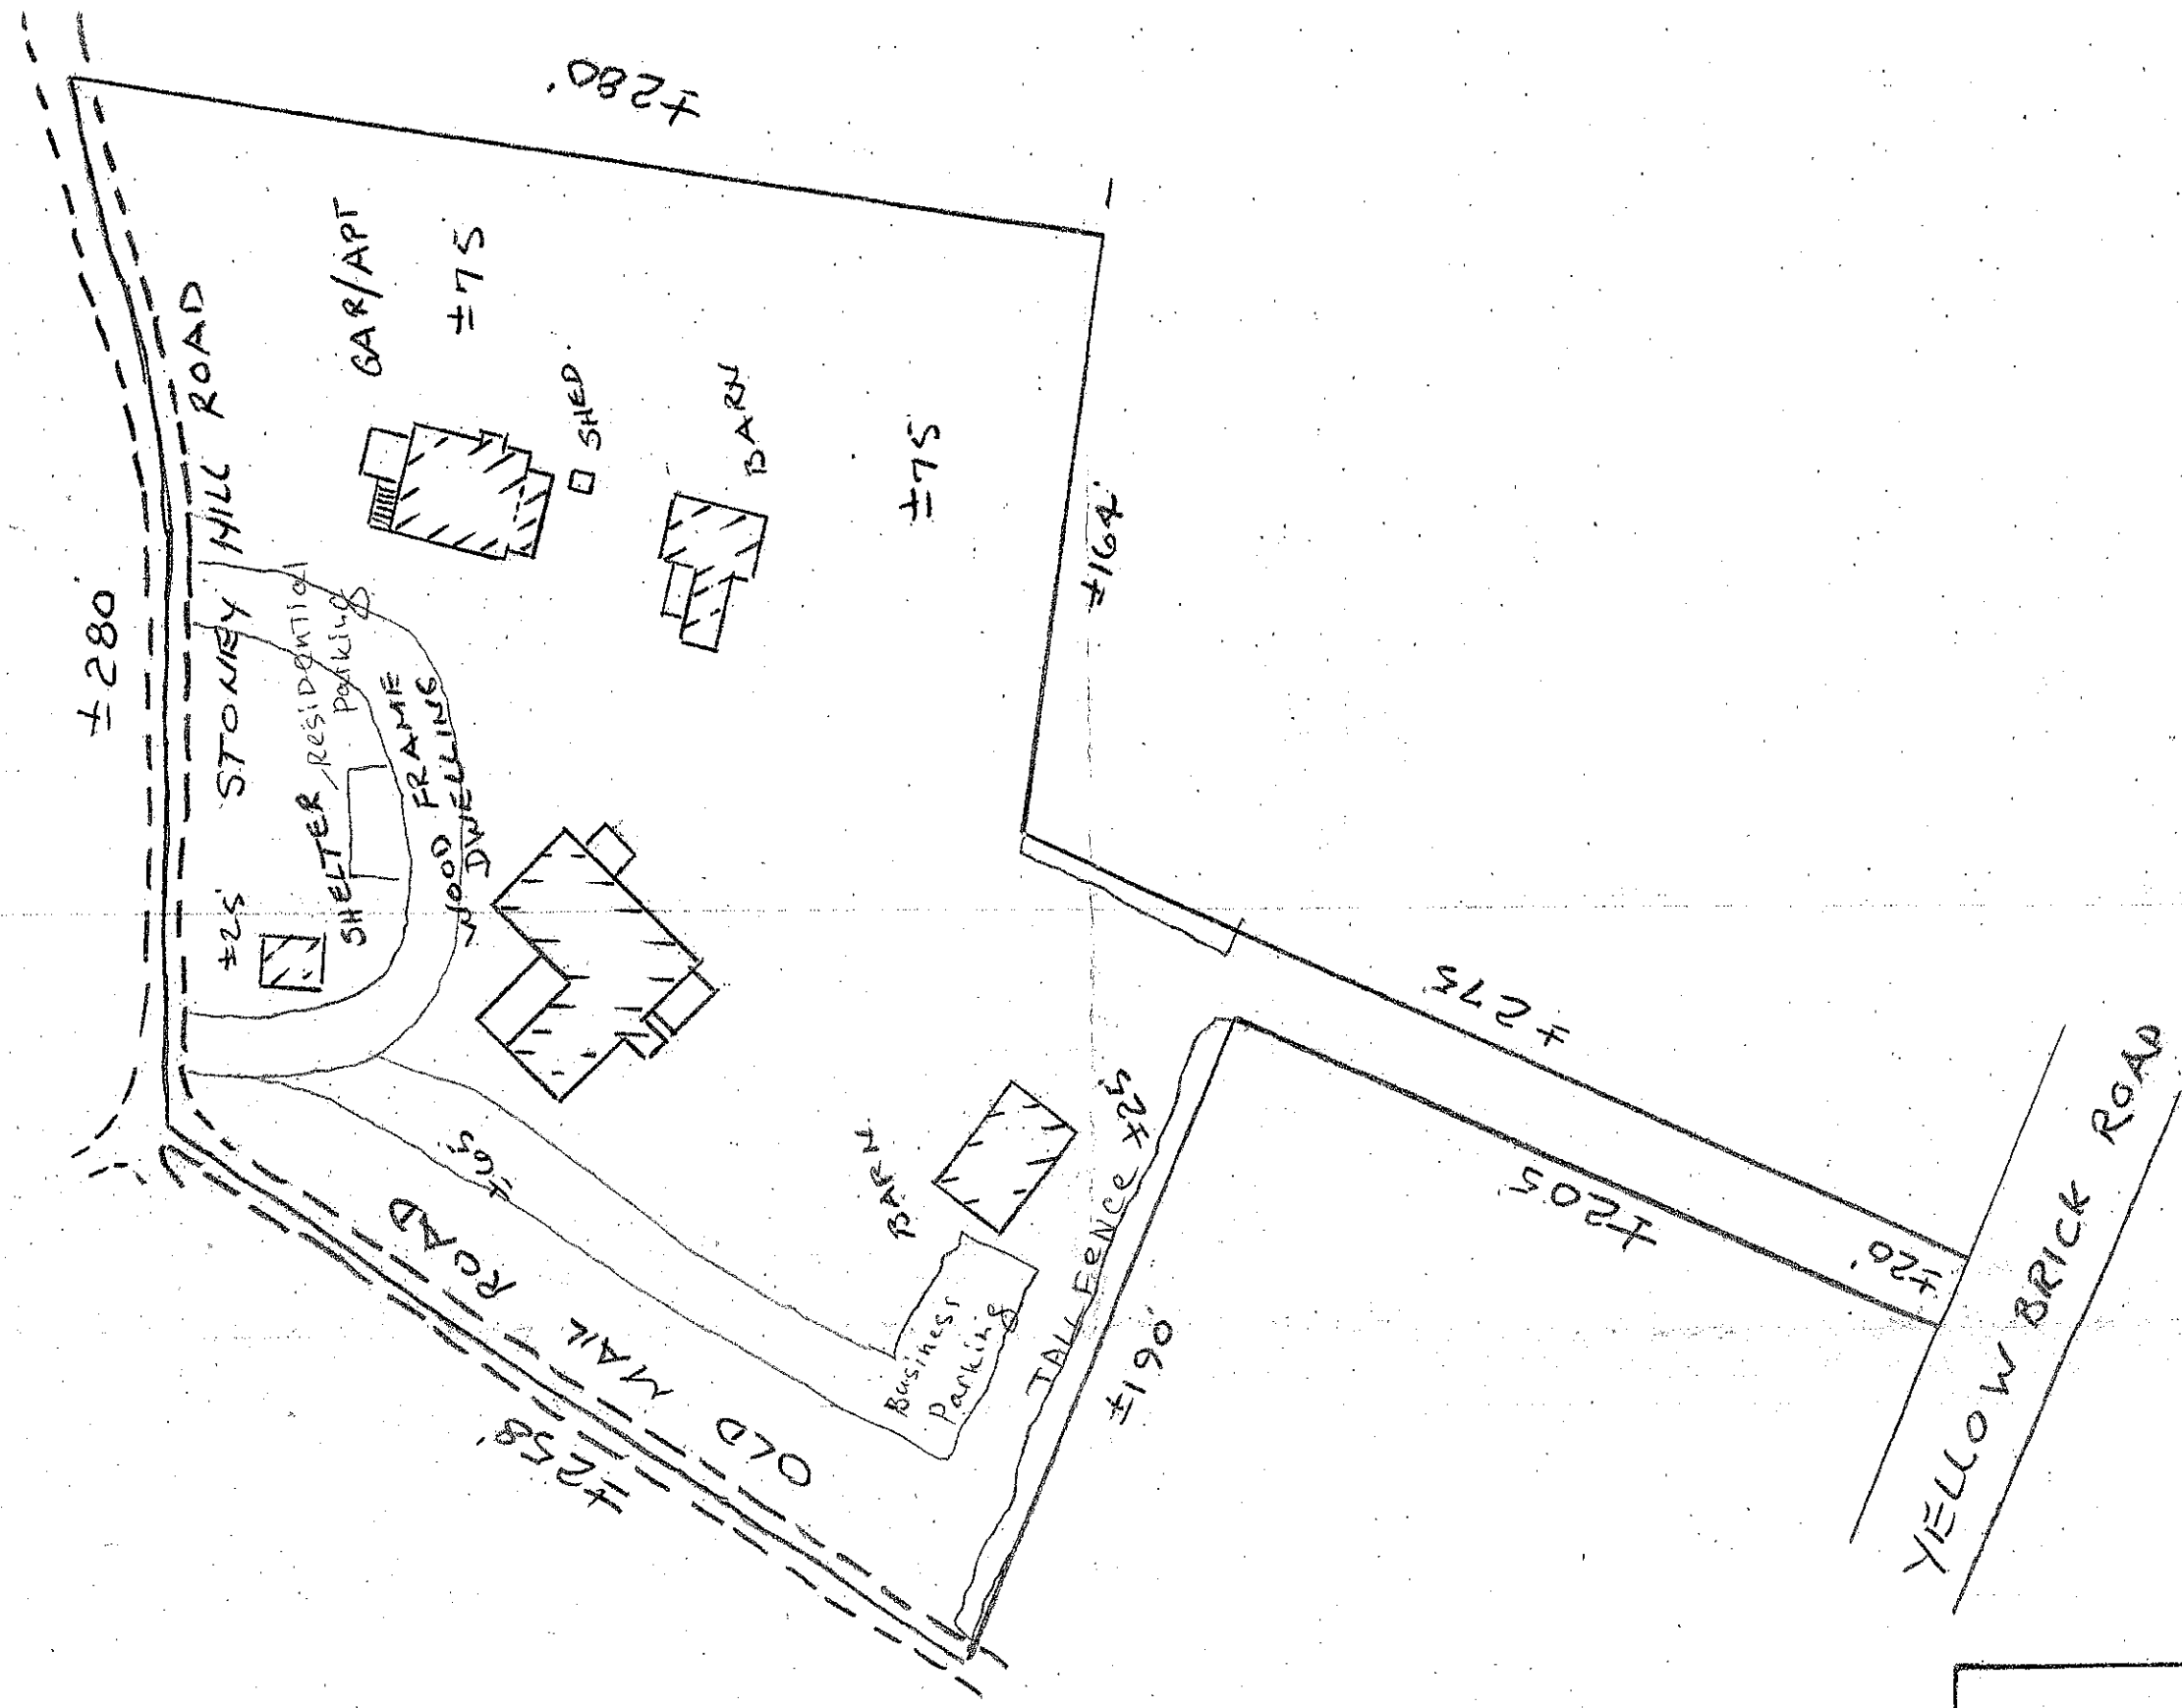 ±280'
±280'
STONEY HILL ROAD
GAR/APT
±75
SHED
BARN
±75
±164'
±25'
SHELTER
Residential
Parking
WOOD FRAME
DWELLING
±65'
OLD MAIL ROAD
±258'
BARN
±25'
Business
Parking
TALL FENCE
±190'
±275
±205'
±20'
YELLOW BRICK ROAD